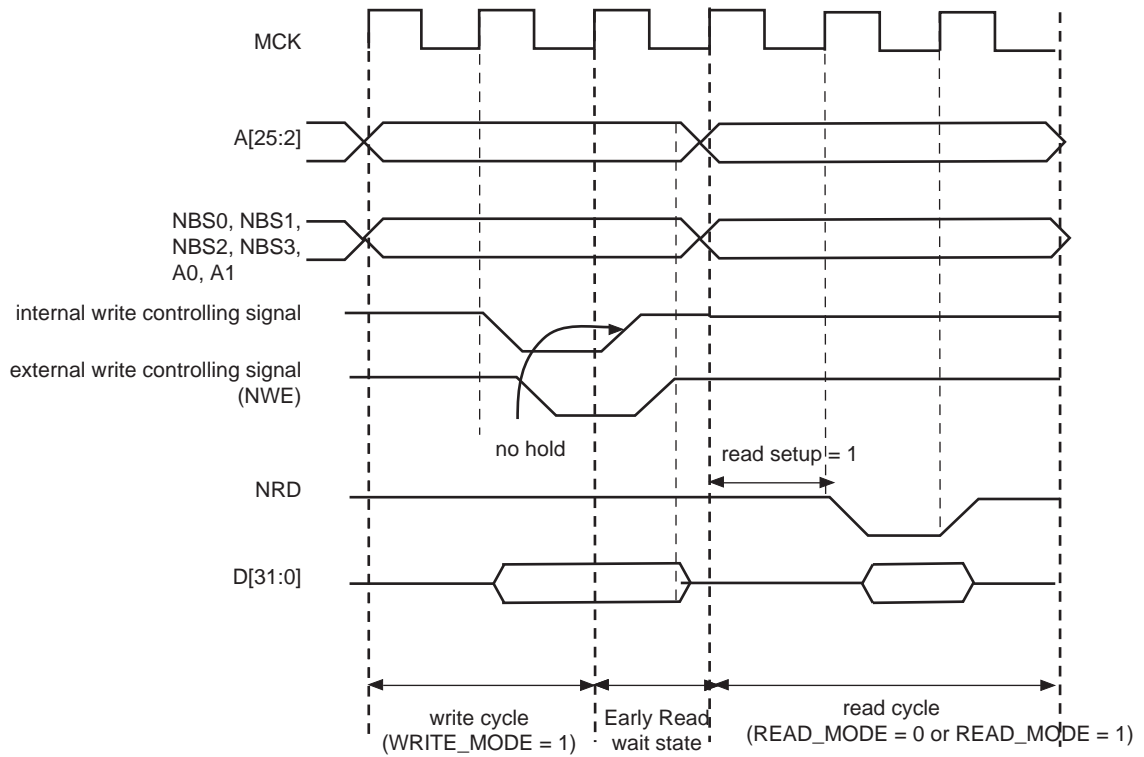 MCK
A[25:2]
NBS0, NBS1,
NBS2, NBS3,
A0, A1
internal write controlling signal
external write controlling signal
(NWE)
no hold
read setup = 1
NRD
D[31:0]
write cycle
(WRITE_MODE = 1)
Early Read
wait state
read cycle
(READ_MODE = 0 or READ_MODE = 1)